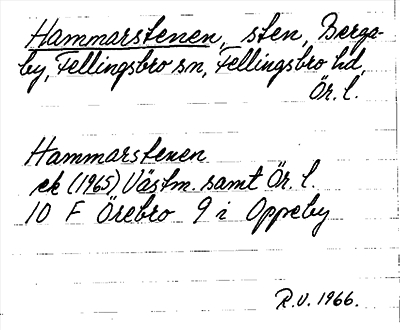 Hammarstenen, sten, Bergs-
by, Fellingsbro sn, Fellingsbro hd,
Ör. l.
Hammarstenen
ek (1965) Västm. samt Ör. l.
10 F Örebro 9 i Oppeby
R.V. 1966.